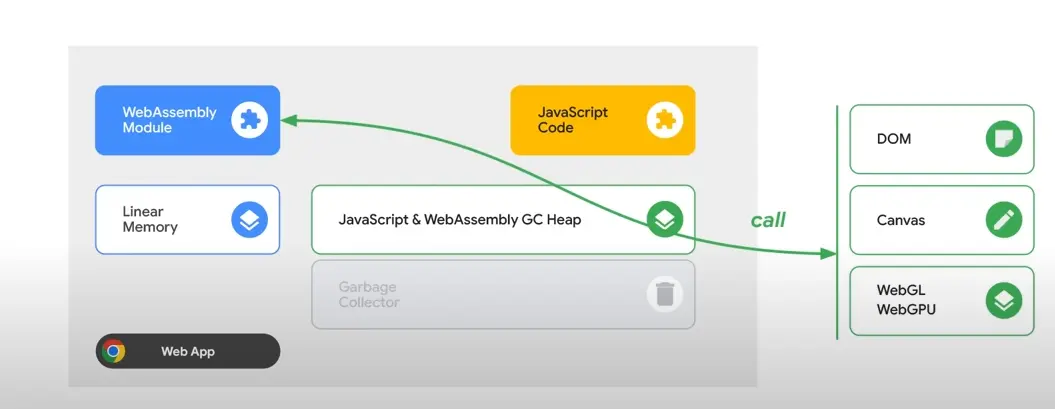 WebAssembly
Module
JavaScript
Code
Linear
Memory
JavaScript & WebAssembly GC Heap
Garbage
Collector
Web App
call
DOM
Canvas
WebGL
WebGPU